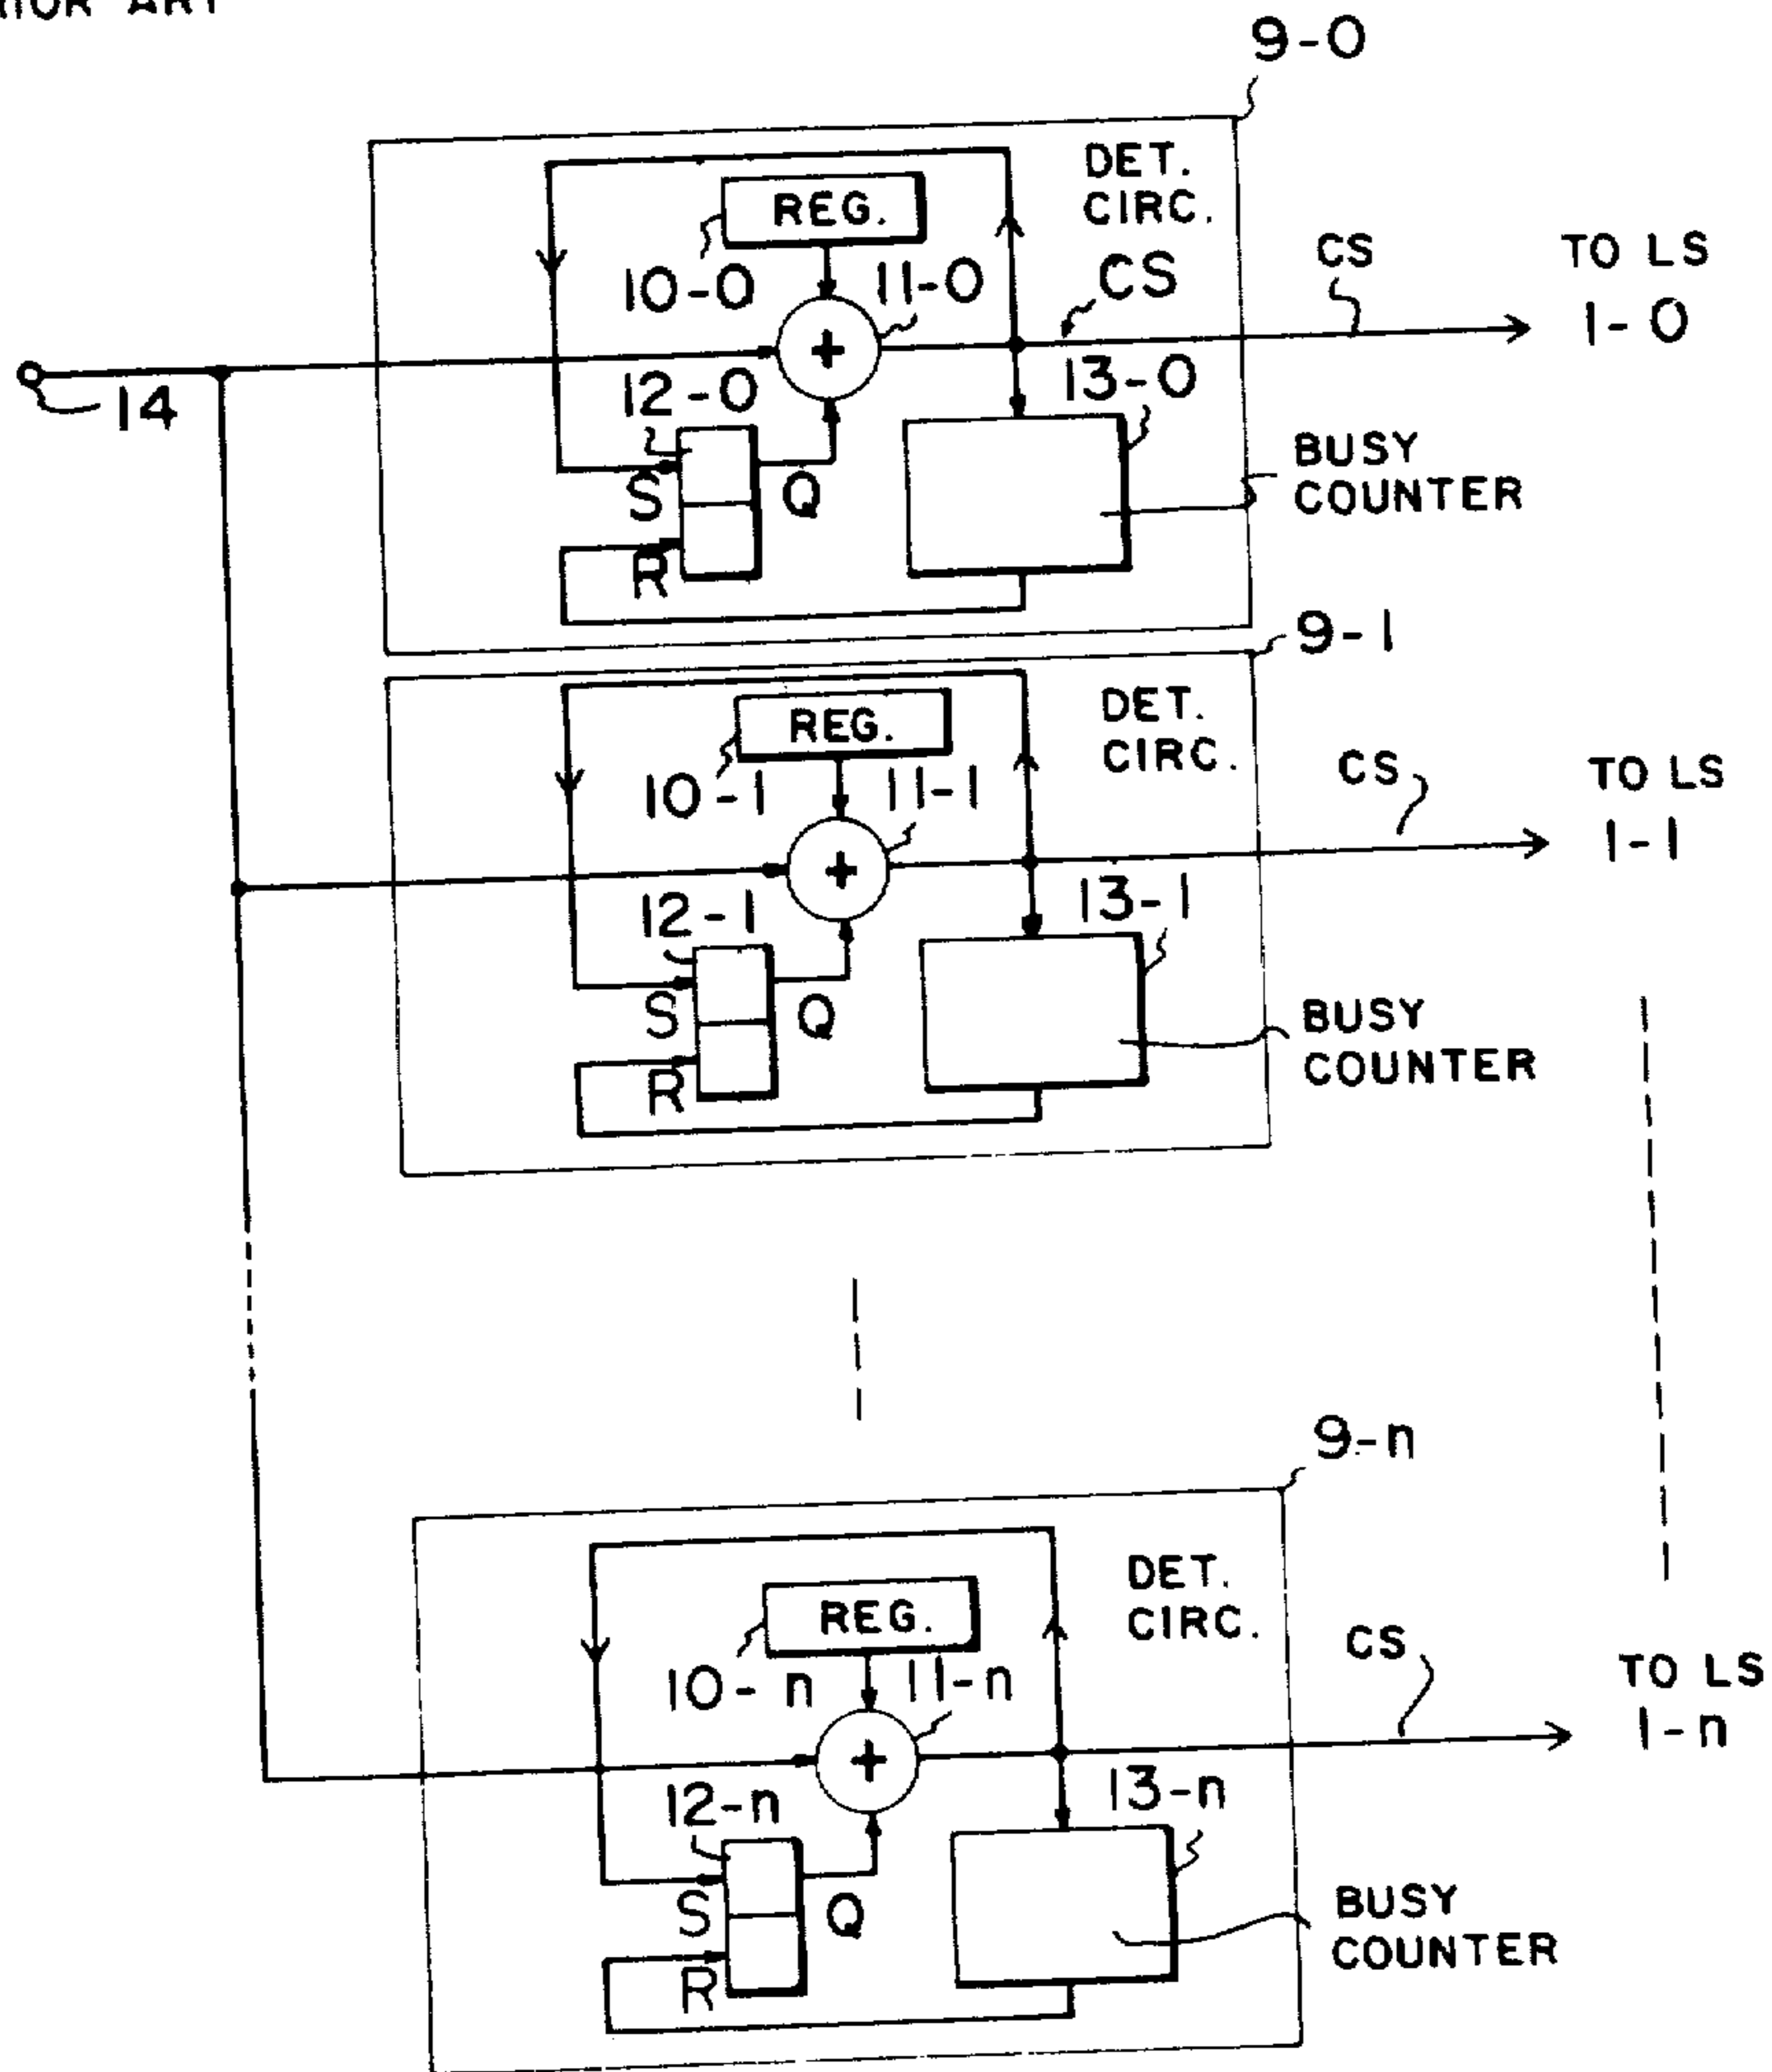 ART
9-0
DET.
CIRC.
REG.
10-0
11-0
CS
CS
TO LS
1-0
14
12-0
13-0
S
Q
R
BUSY
COUNTER
9-1
DET.
CIRC.
REG.
10-1
11-1
CS
TO LS
1-1
12-1
13-1
S
Q
R
BUSY
COUNTER
9-n
DET.
CIRC.
REG.
10-n
11-n
CS
TO LS
1-n
12-n
13-n
S
Q
R
BUSY
COUNTER